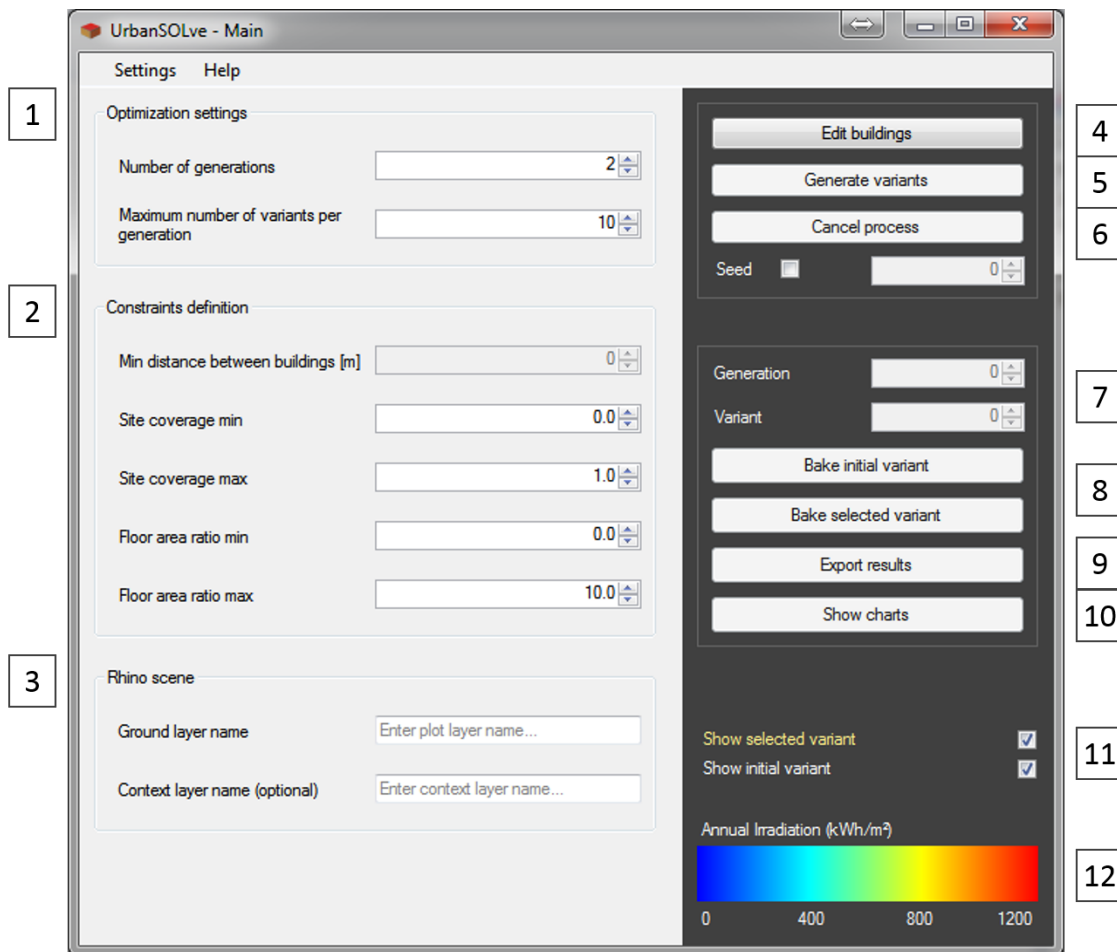 UrbanSOLve - Main
Settings Help
1
Optimization settings
Number of generations 2
Maximum number of variants per
generation 10
2
Constraints definition
Min distance between buildings [m] 0
Site coverage min 0.0
Site coverage max 1.0
Floor area ratio min 0.0
Floor area ratio max 10.0
3
Rhino scene
Ground layer name Enter plot layer name...
Context layer name (optional) Enter context layer name...
Edit buildings 4
Generate variants 5
Cancel process 6
Seed 0
Generation 0
7
Variant 0
Bake initial variant
8
Bake selected variant
Export results 9
Show charts 10
Show selected variant
11
Show initial variant
Annual Irradiation (kWh/m²)
12
0 400 800 1200